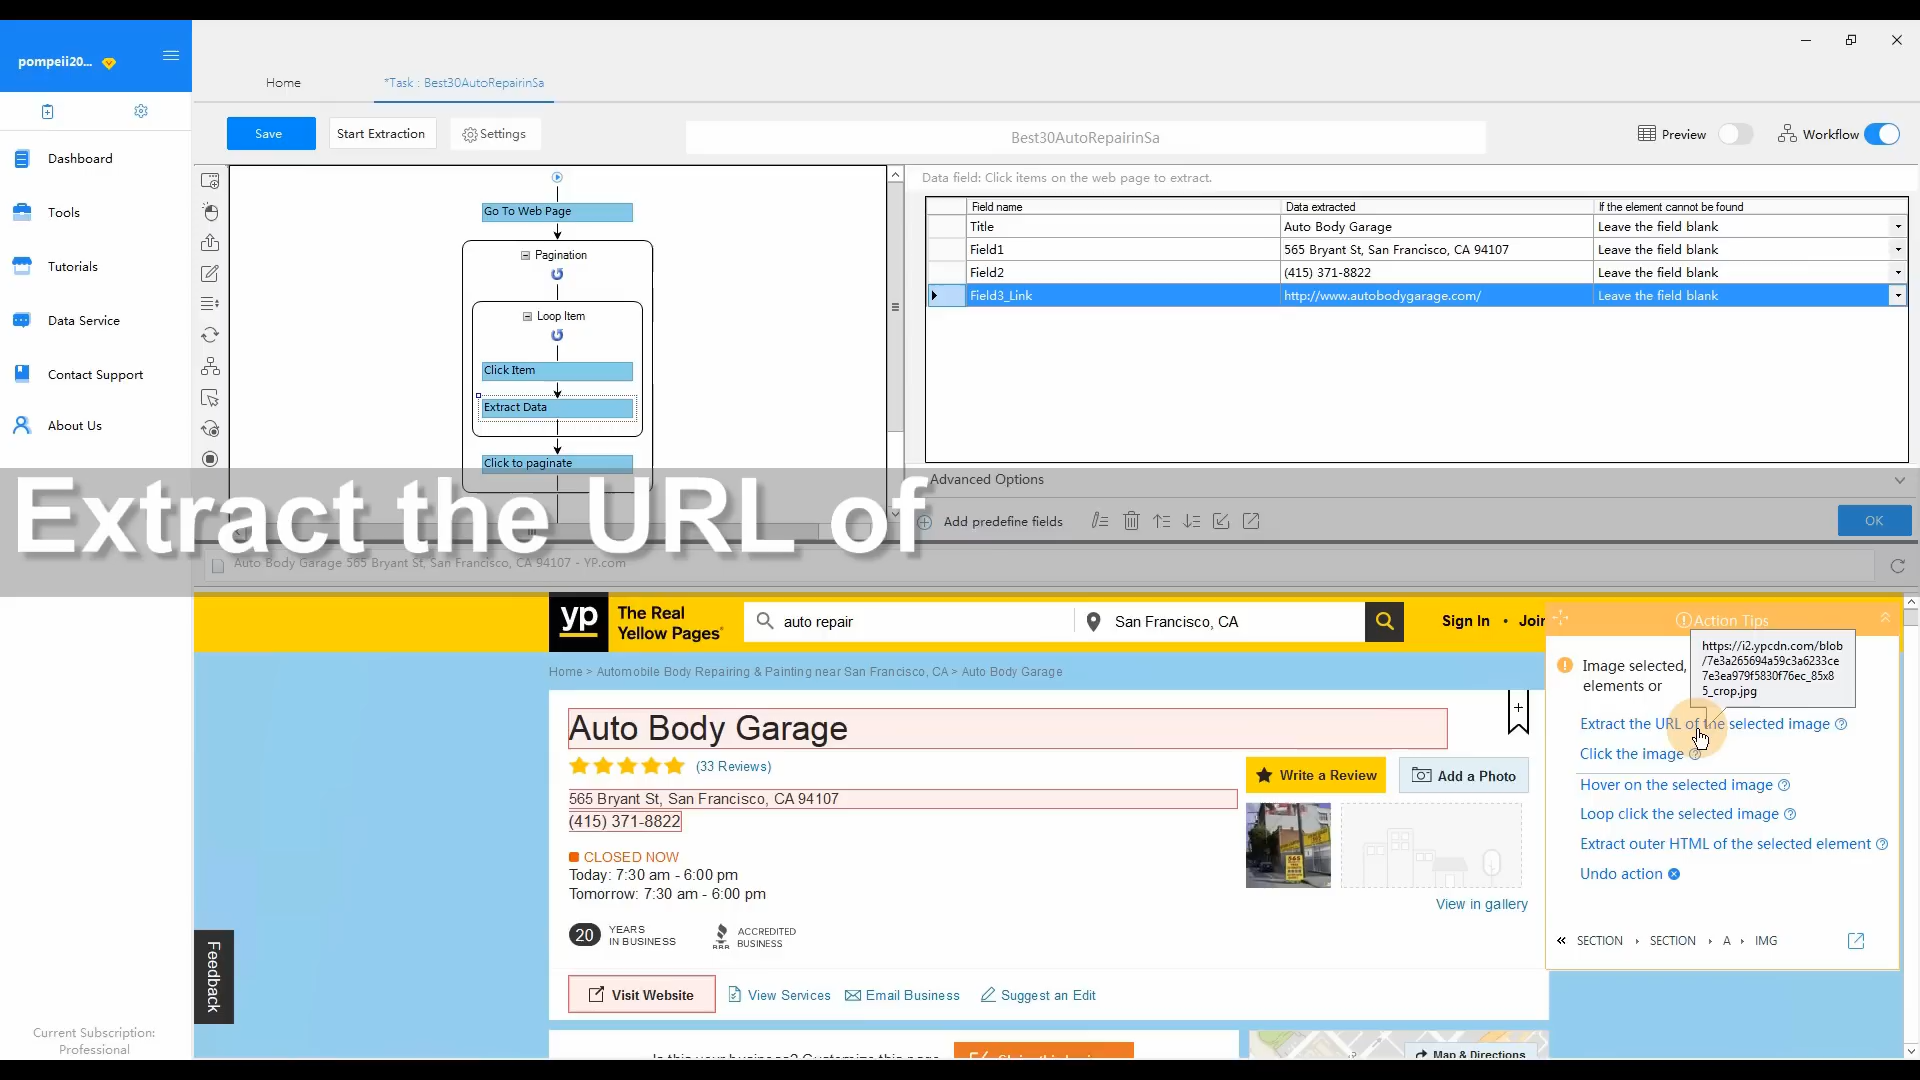 pompeii20...
Home
*Task : Best30AutoRepairinSa
Save
Start Extraction
Settings
Best30AutoRepairinSa
Preview
Workflow
Dashboard
Tools
Tutorials
Data Service
Contact Support
About Us
Current Subscription:
Professional
Go To Web Page
Pagination
Loop Item
Click Item
Extract Data
Click to paginate
Data field: Click items on the web page to extract.
Field name Data extracted If the element cannot be found
Title Auto Body Garage Leave the field blank
Field1 565 Bryant St, San Francisco, CA 94107 Leave the field blank
Field2 (415) 371-8822 Leave the field blank
Field3_Link http://www.autobodygarage.com/ Leave the field blank
Advanced Options
Add predefine fields
OK
Extract the URL of
Auto Body Garage 565 Bryant St, San Francisco, CA 94107 - YP.com
yp
The Real
Yellow Pages®
auto repair
San Francisco, CA
Sign In • Join
Home > Automobile Body Repairing & Painting near San Francisco, CA > Auto Body Garage
Auto Body Garage
(33 Reviews)
565 Bryant St, San Francisco, CA 94107
(415) 371-8822
CLOSED NOW
Today: 7:30 am - 6:00 pm
Tomorrow: 7:30 am - 6:00 pm
20 YEARS
IN BUSINESS
BBB
ACCREDITED
BUSINESS
Write a Review
Add a Photo
565
View in gallery
Visit Website
View Services
Email Business
Suggest an Edit
Map & Directions
Feedback
Action Tips
https://i2.ypcdn.com/blob
/7e3a265694a59c3a6233ce
7e3ea979f5830f76ec_85x8
5_crop.jpg
Image selected,
elements or
Extract the URL of the selected image
Click the image
Hover on the selected image
Loop click the selected image
Extract outer HTML of the selected element
Undo action
« SECTION SECTION A IMG